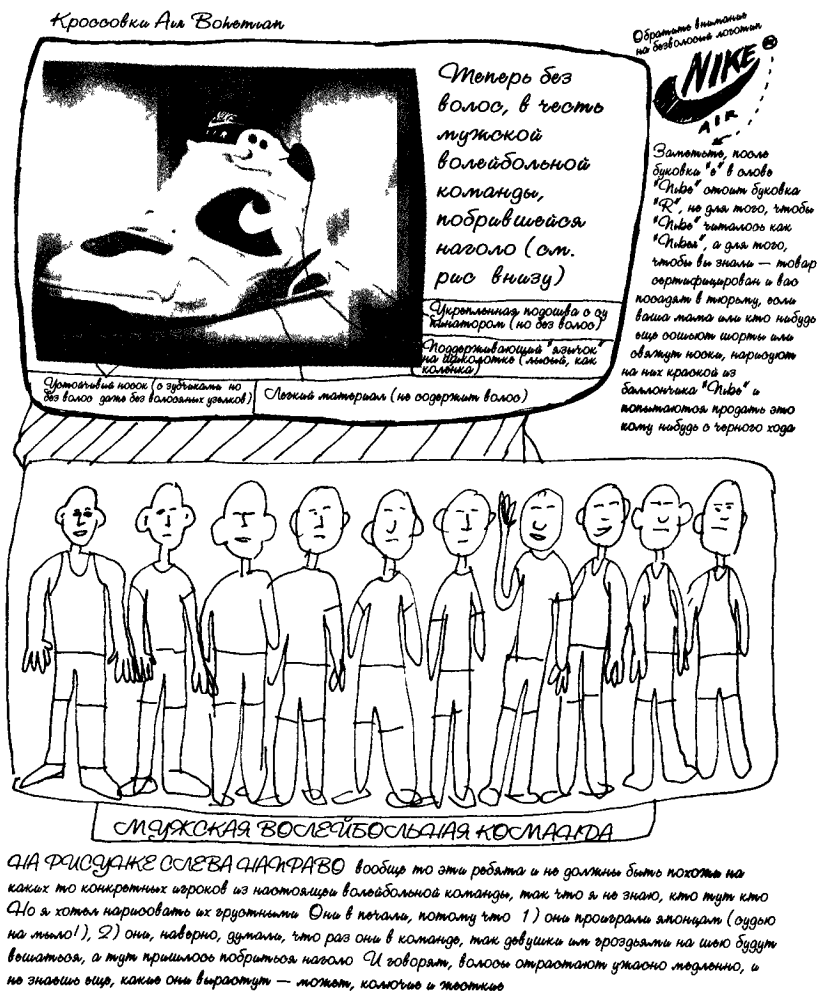 Кроссовки Air Bohemian
Обратите внимание
на безволосый логотип
NIKE ®
AIR
Теперь без
волос, в честь
мужской
волейбольной
команды,
побрившейся
наголо (см.
рис внизу)
Заметьте, после
буковки "е" в слове
"Nike" стоит буковка
"R", не для того, чтобы
"Nike" читалось как
"Niker", а для того,
чтобы вы знали — товар
сертифицирован и вас
посадят в тюрьму, если
ваша мама или кто нибудь
еще сошьют шорты или
свяжут носки, нарисуют
на них краской из
баллончика "Nike" и
попытаются продать это
кому нибудь с черного хода
Укрепленная подошва с су
пинатором (но без волос)
Поддерживающий "язычок"
на щиколотке (лысый, как
коленка)
Устойчивый носок (с зубчиками но
без волос даже без волосяных узелков)
Легкий материал (не содержит волос)
МУЖСКАЯ ВОЛЕЙБОЛЬНАЯ КОМАНДА
НА РИСУНКЕ СЛЕВА НАПРАВО вообще то эти ребята и не должны быть похожи на
каких то конкретных игроков из настоящей волейбольной команды, так что я не знаю, кто тут кто
Но я хотел нарисовать их грустными Они в печали, потому что 1) они проиграли японцам (судью
на мыло!), 2) они, наверно, думали, что раз они в команде, так девушки им гроздьями на шею будут
вешаться, а тут пришлось побриться наголо И говорят, волосы отрастают ужасно медленно, и
не знаешь еще, какие они вырастут — может, колючие и жесткие